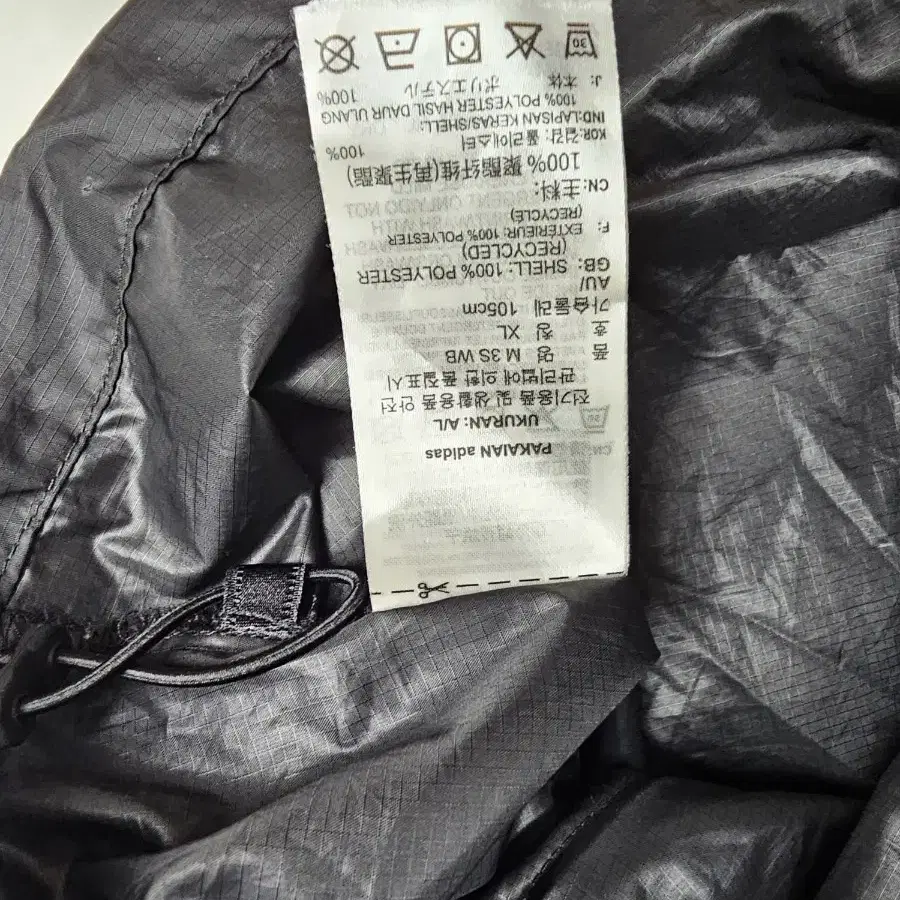 PAKAIAN adidas
UKURAN: A/L
전기용품 및 생활용품 안전
관리법에 의한 품질표시
품 명 M 3S WB
호 칭 XL
가슴둘레 105cm
AU/
GB: SHELL: 100% POLYESTER
(RECYCLED)
F: EXTÉRIEUR: 100% POLYESTER
(RECYCLÉ)
CN:主料:
100% 聚酯纤维(再生聚酯)
KOR:겉감: 폴리에스터 100%
IND:LAPISAN KERAS/SHELL:
100% POLYESTER HASIL DAUR ULANG
J: 本体 ポリエステル 100%
30